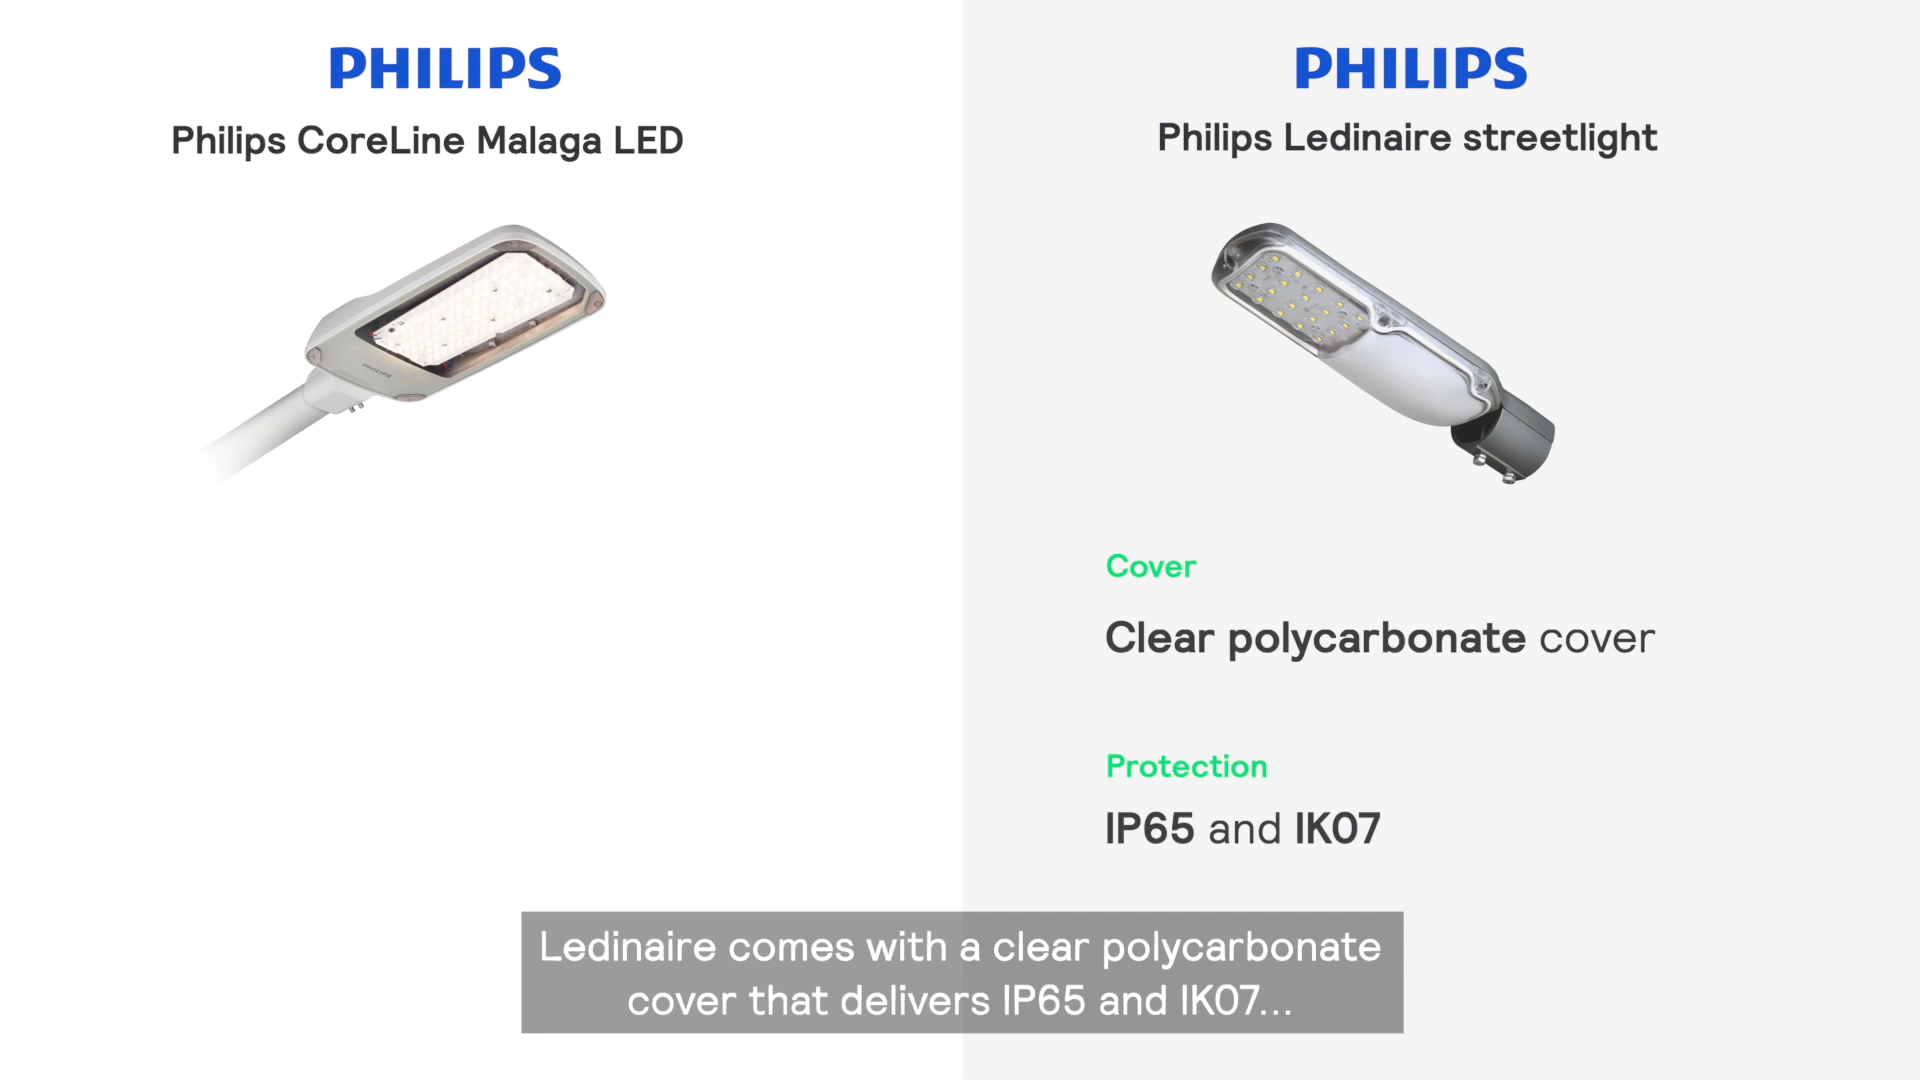 PHILIPS
Philips CoreLine Malaga LED
PHILIPS
PHILIPS
Philips Ledinaire streetlight
Cover
Clear polycarbonate cover
Protection
IP65 and IK07
Ledinaire comes with a clear polycarbonate
cover that delivers IP65 and IK07...